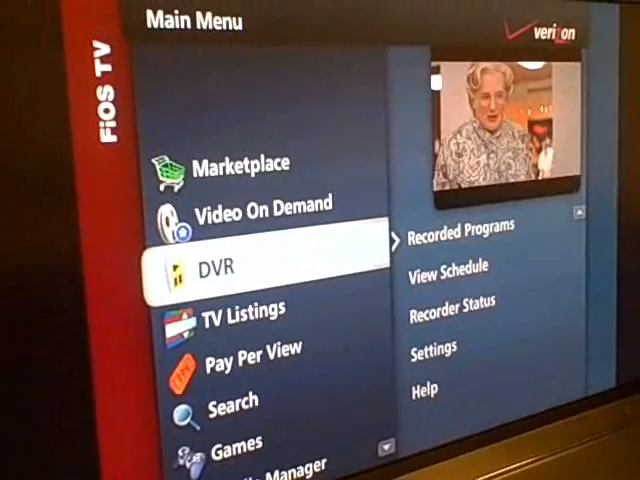 Main Menu
verizon
FiOS TV
Marketplace
Video On Demand
DVR
TV Listings
Pay Per View
Search
Games
Manager
Recorded Programs
View Schedule
Recorder Status
Settings
Help